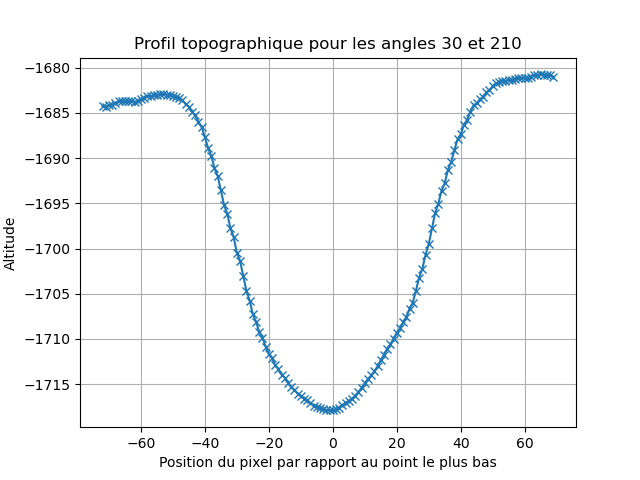 Profil topographique pour les angles 30 et 210
Altitude
−1680
−1685
−1690
−1695
−1700
−1705
−1710
−1715
−60 −40 −20 0 20 40 60
Position du pixel par rapport au point le plus bas